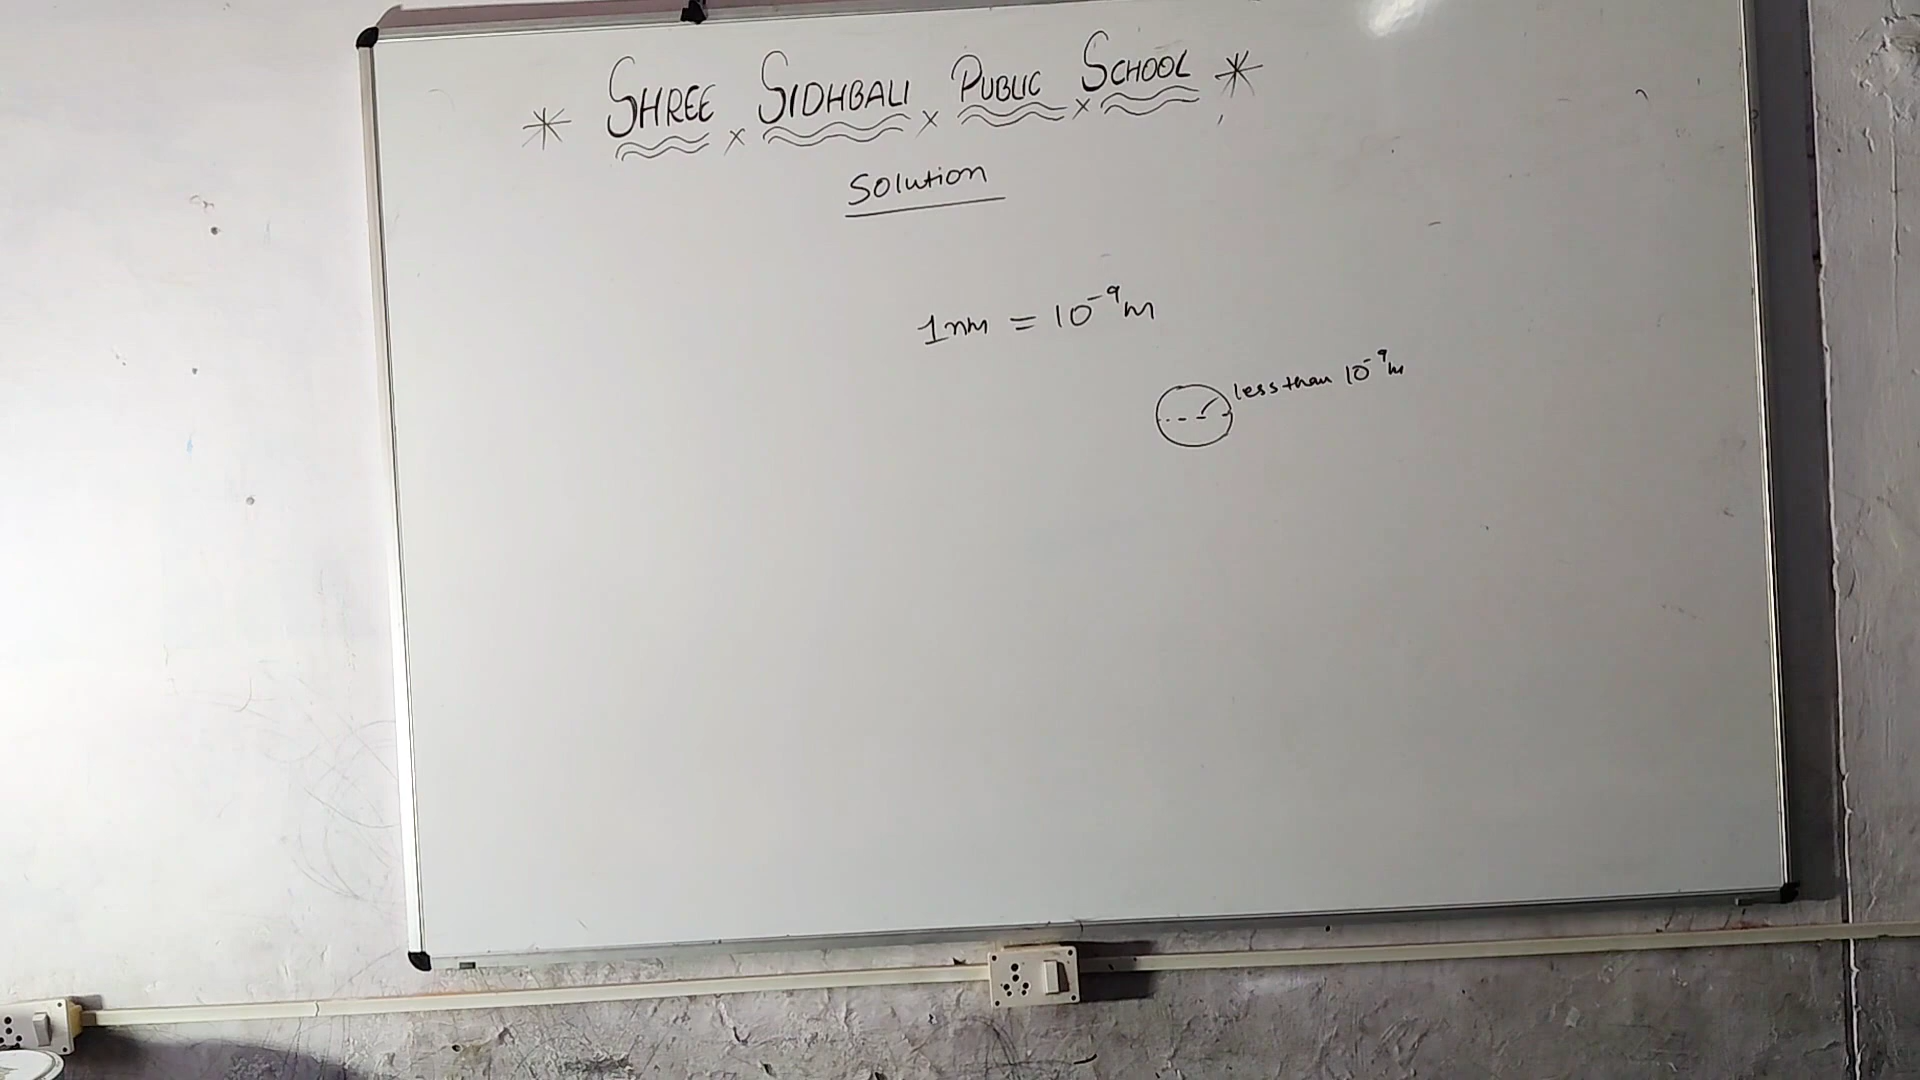 * SHREE x SIDHBALI x PUBLIC x SCHOOL *
Solution
1nm = 10⁻⁹m
less than 10⁻⁹m